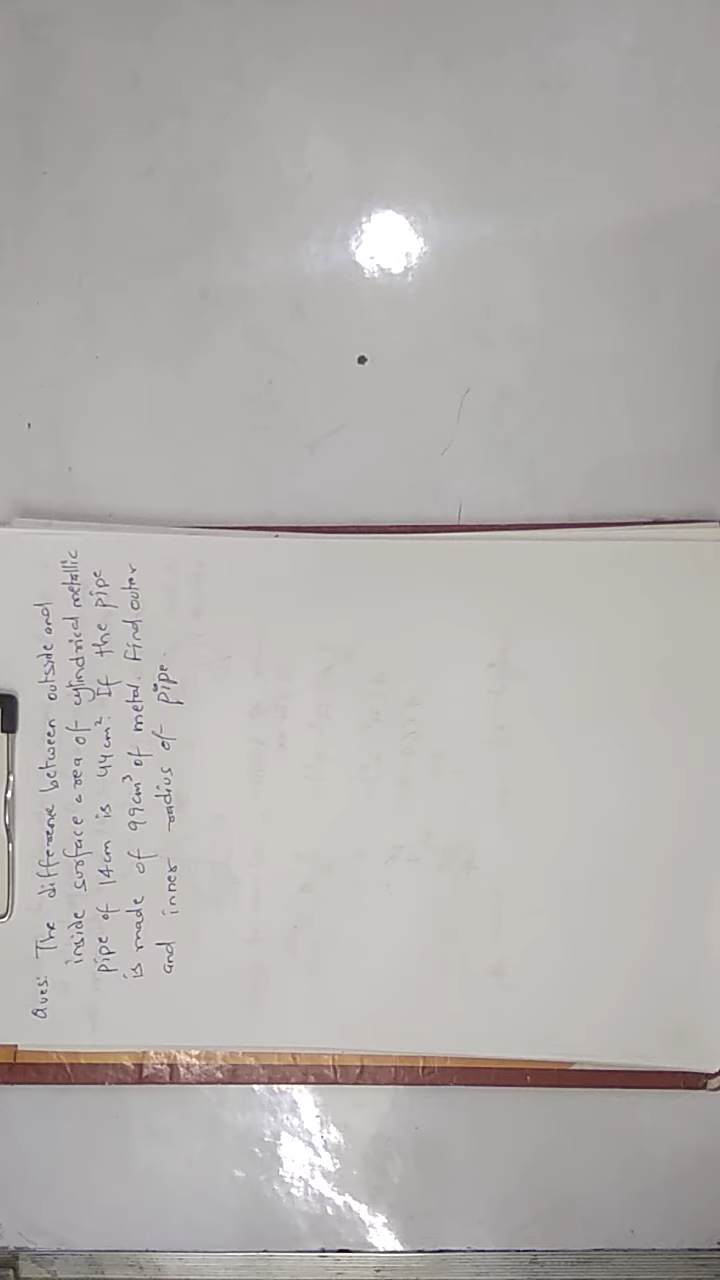 Ques: The difference between outside and
inside surface area of cylindrical metallic
pipe of 14cm is 44cm². If the pipe
is made of 99cm³ of metal. Find outer
and inner radius of pipe.